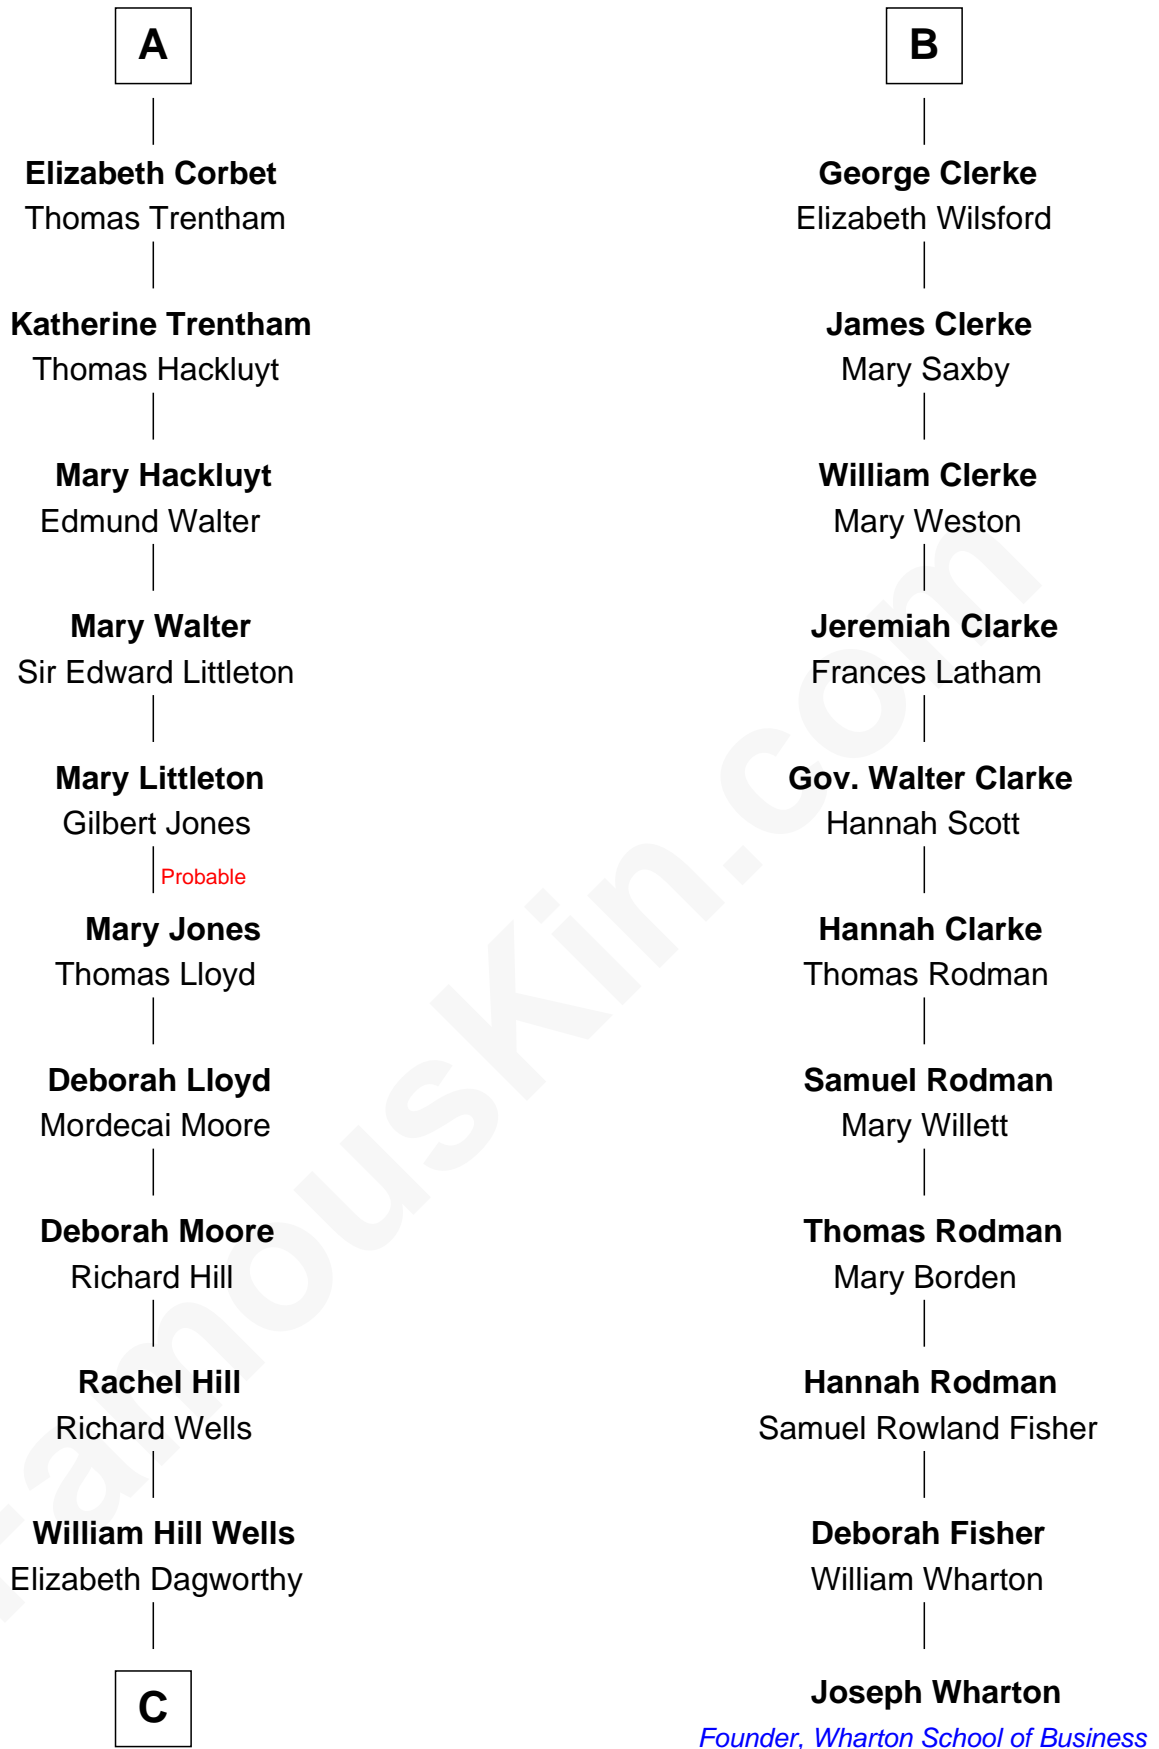 A
Elizabeth Corbet
Thomas Trentham
Katherine Trentham
Thomas Hackluyt
Mary Hackluyt
Edmund Walter
Mary Walter
Sir Edward Littleton
Mary Littleton
Gilbert Jones
Probable
Mary Jones
Thomas Lloyd
Deborah Lloyd
Mordecai Moore
Deborah Moore
Richard Hill
Rachel Hill
Richard Wells
William Hill Wells
Elizabeth Dagworthy
C
B
George Clerke
Elizabeth Wilsford
James Clerke
Mary Saxby
William Clerke
Mary Weston
Jeremiah Clarke
Frances Latham
Gov. Walter Clarke
Hannah Scott
Hannah Clarke
Thomas Rodman
Samuel Rodman
Mary Willett
Thomas Rodman
Mary Borden
Hannah Rodman
Samuel Rowland Fisher
Deborah Fisher
William Wharton
Joseph Wharton
Founder, Wharton School of Business
FamousKin.com